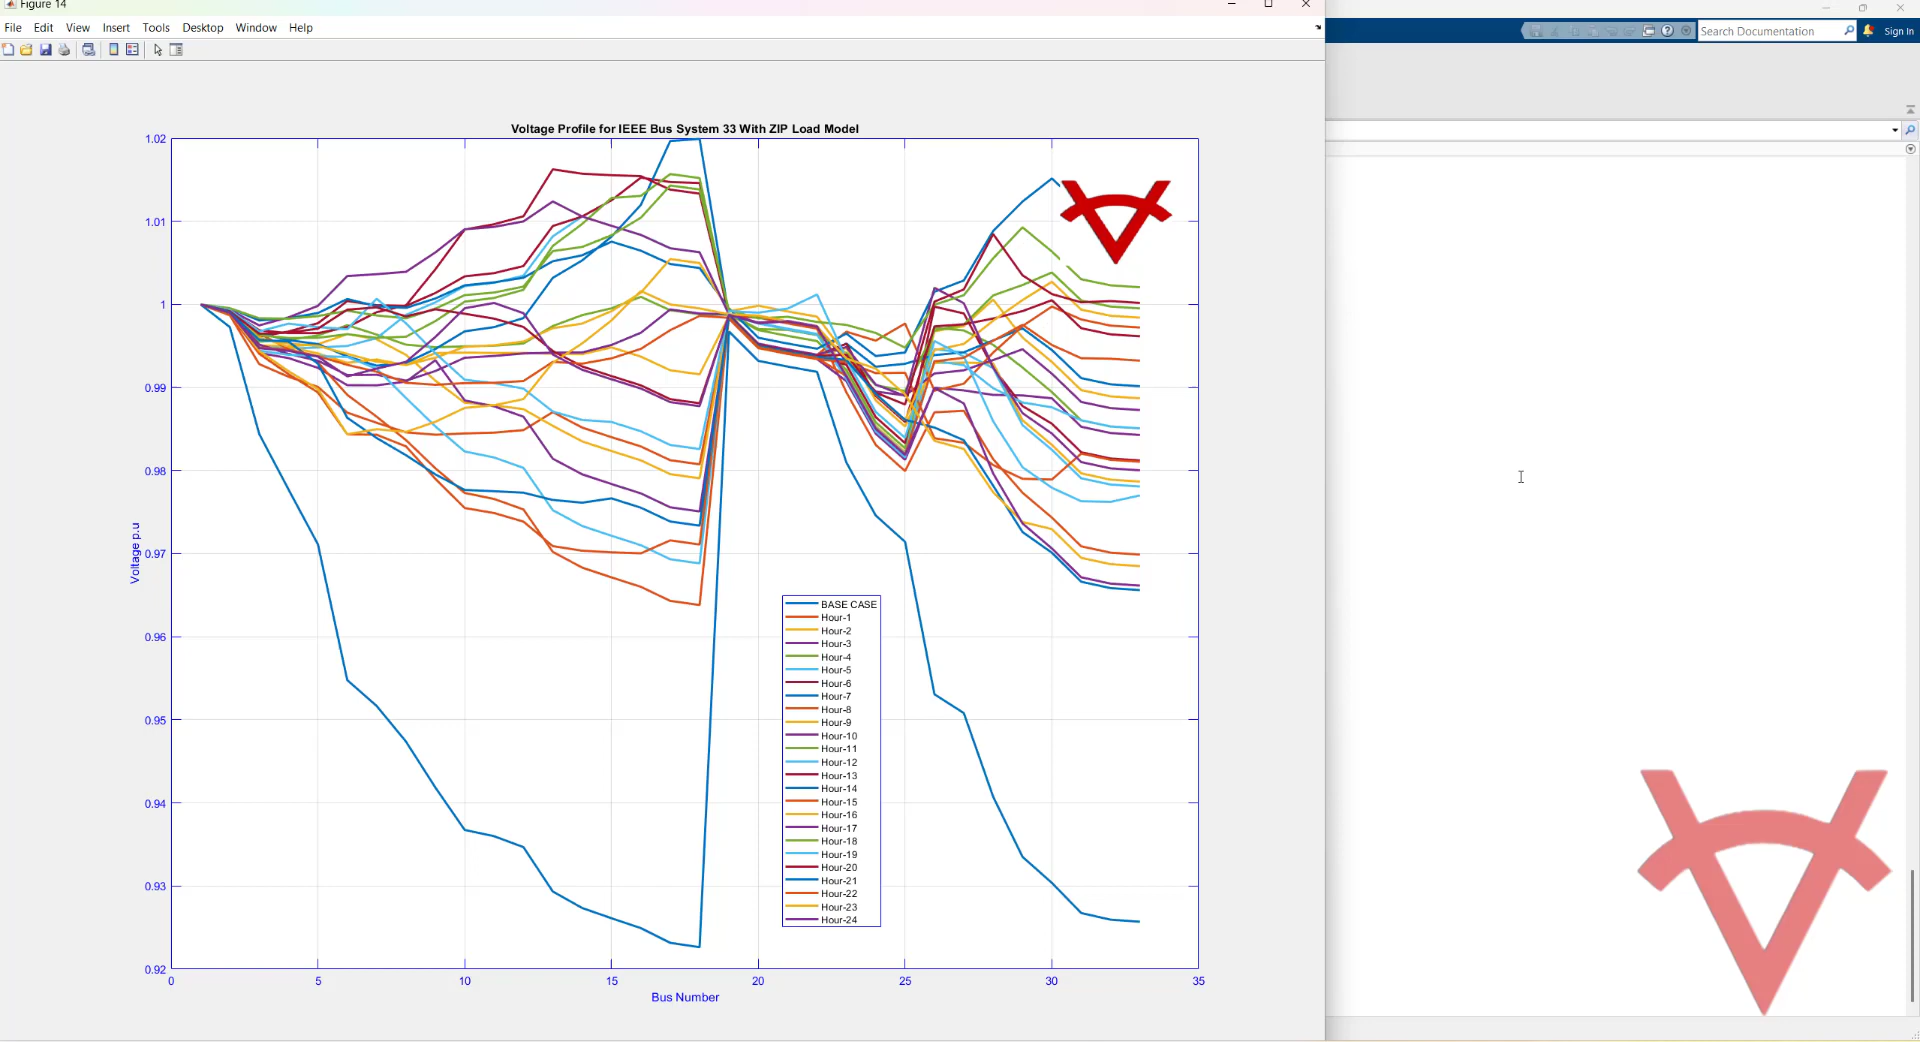 Figure 14
File Edit View Insert Tools Desktop Window Help
Search Documentation
Sign In
Voltage Profile for IEEE Bus System 33 With ZIP Load Model
1.02
1.01
1
0.99
0.98
0.97
0.96
0.95
0.94
0.93
0.92
Voltage p.u
BASE CASE
Hour-1
Hour-2
Hour-3
Hour-4
Hour-5
Hour-6
Hour-7
Hour-8
Hour-9
Hour-10
Hour-11
Hour-12
Hour-13
Hour-14
Hour-15
Hour-16
Hour-17
Hour-18
Hour-19
Hour-20
Hour-21
Hour-22
Hour-23
Hour-24
0 5 10 15 20 25 30 35
Bus Number